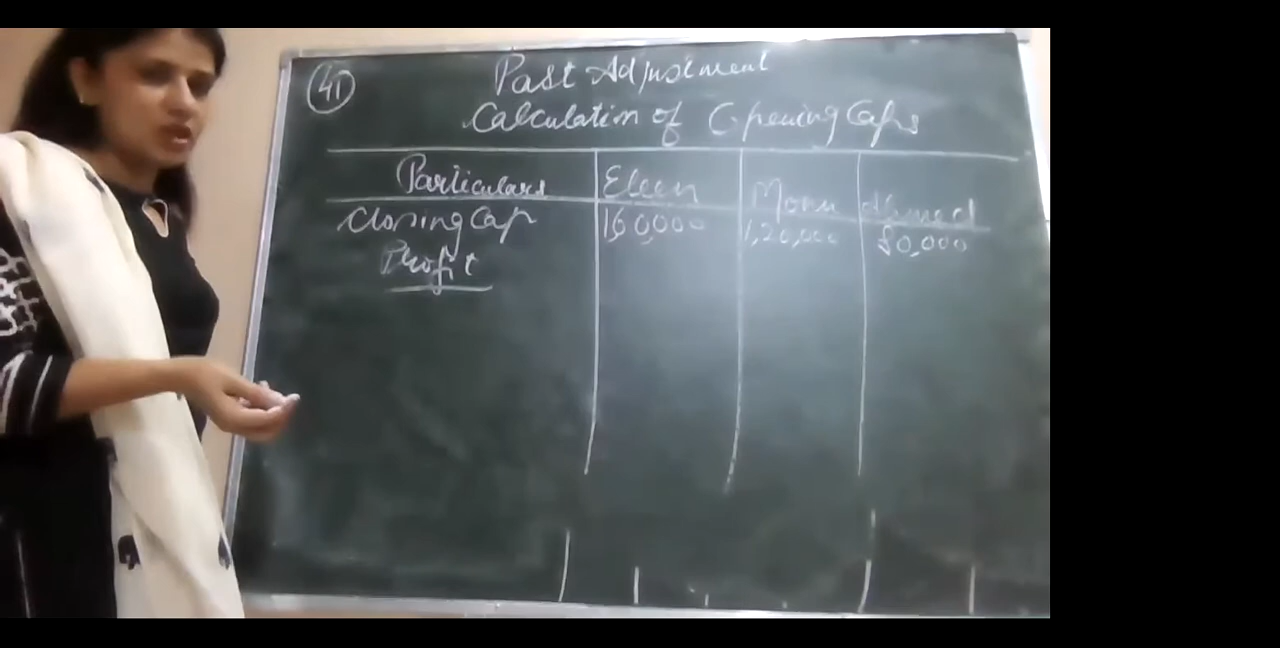 41
Past Adjustment
Calculation of Opening Caps
Particulars Eleen Monu Ahmed
Closing Cap 1,60,000 1,20,000 80,000
Profit